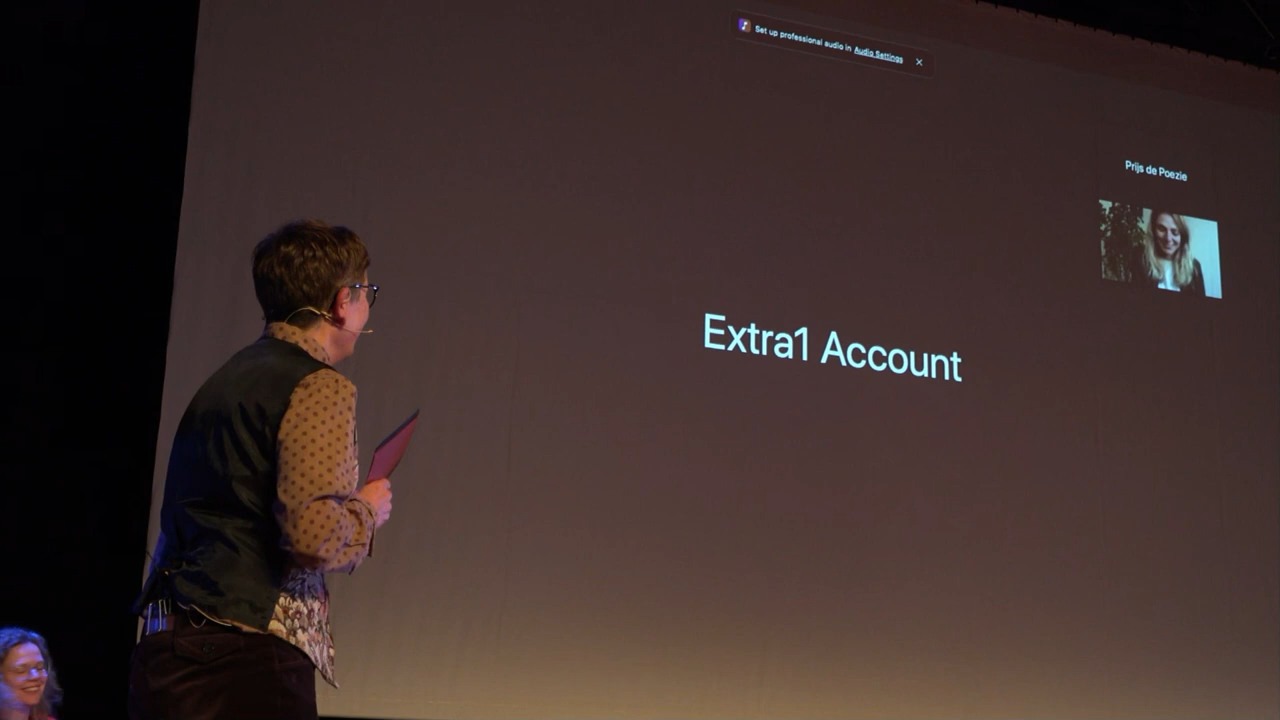 Set up professional audio in Audio Settings
Prijs de Poezie
Extra1 Account